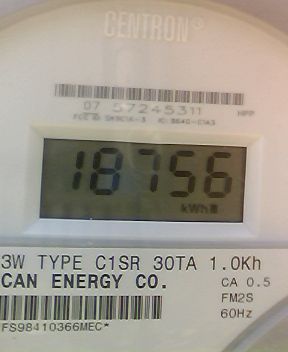 CENTRON®
07 57245311 MPP
18756
kWh
3W TYPE C1SR 30TA 1.0Kh
CAN ENERGY CO. CA 0.5
FM2S
FS98410366MEC* 60Hz